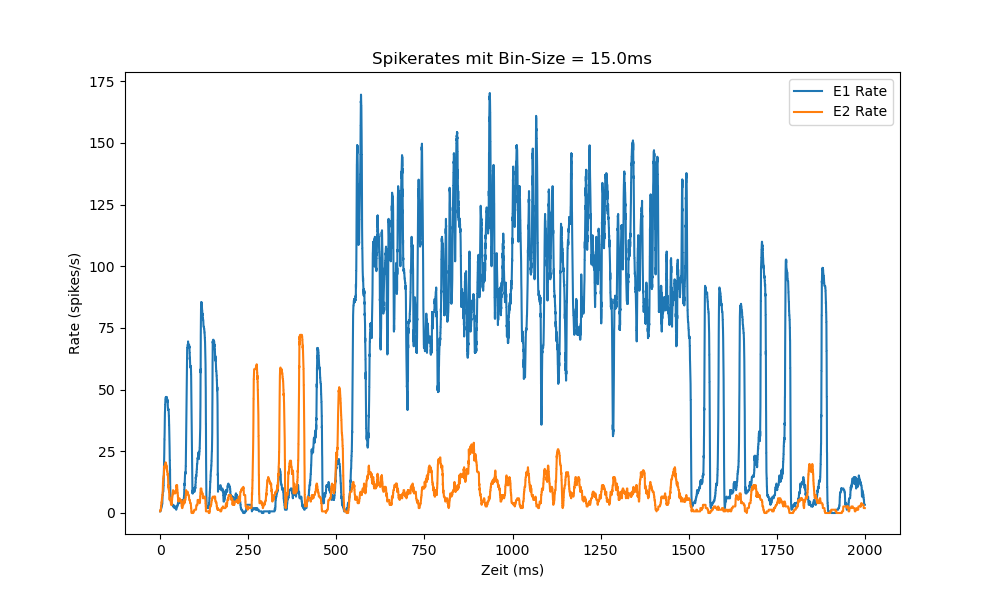 Spikerates mit Bin-Size = 15.0ms
E1 Rate
E2 Rate
175
150
125
100
75
50
25
0
Rate (spikes/s)
0 250 500 750 1000 1250 1500 1750 2000
Zeit (ms)